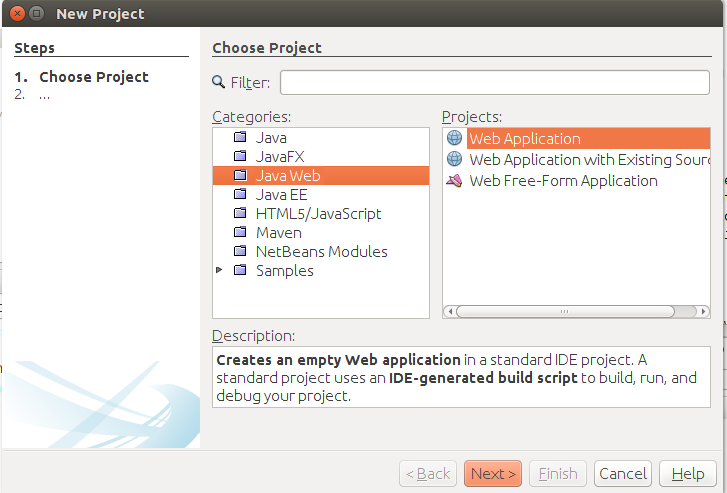 New Project
Steps
1. Choose Project
2. ...
Choose Project
Filter:
Categories:
Java
JavaFX
Java Web
Java EE
HTML5/JavaScript
Maven
NetBeans Modules
Samples
Projects:
Web Application
Web Application with Existing Sourc
Web Free-Form Application
Description:
Creates an empty Web application in a standard IDE project. A
standard project uses an IDE-generated build script to build, run, and
debug your project.
< Back
Next >
Finish
Cancel
Help